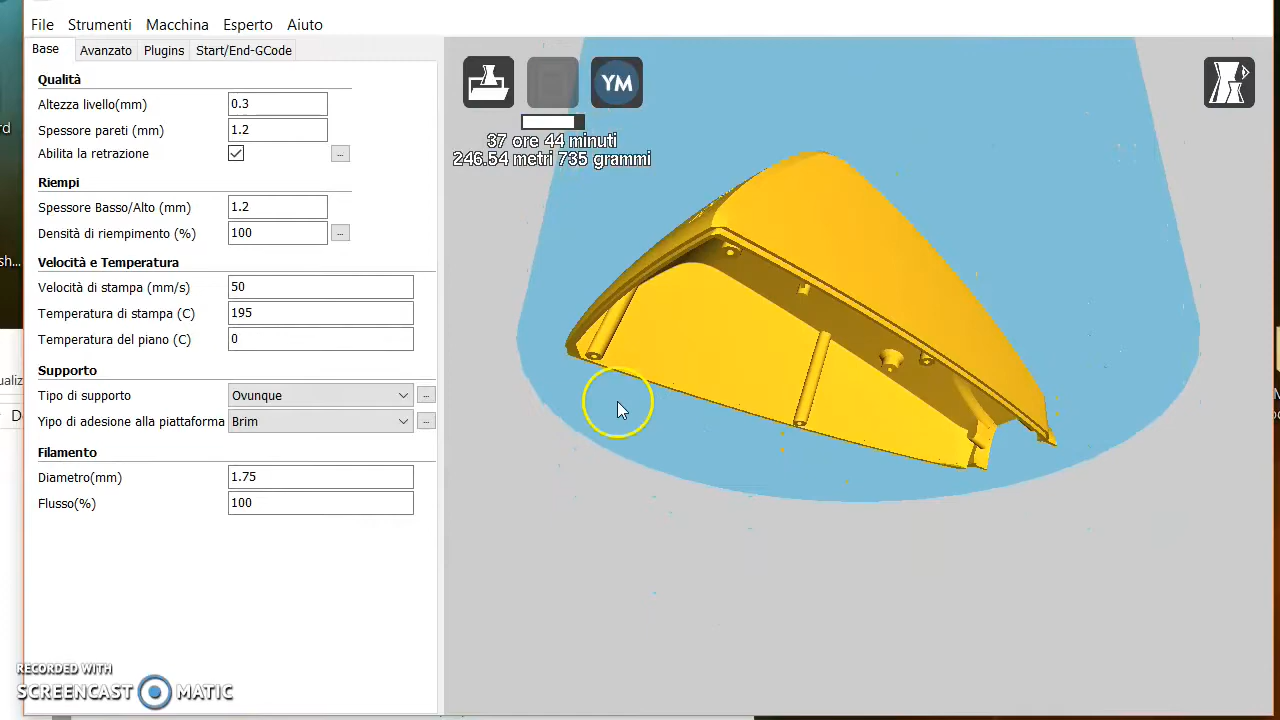 File Strumenti Macchina Esperto Aiuto
Base Avanzato Plugins Start/End-GCode
Qualità
Altezza livello(mm) 0.3
Spessore pareti (mm) 1.2
Abilita la retrazione ...
Riempi
Spessore Basso/Alto (mm) 1.2
Densità di riempimento (%) 100 ...
Velocità e Temperatura
Velocità di stampa (mm/s) 50
Temperatura di stampa (C) 195
Temperatura del piano (C) 0
Supporto
Tipo di supporto Ovunque ...
Yipo di adesione alla piattaforma Brim ...
Filamento
Diametro(mm) 1.75
Flusso(%) 100
YM
37 ore 44 minuti
246.54 metri 735 grammi
RECORDED WITH
SCREENCAST MATIC